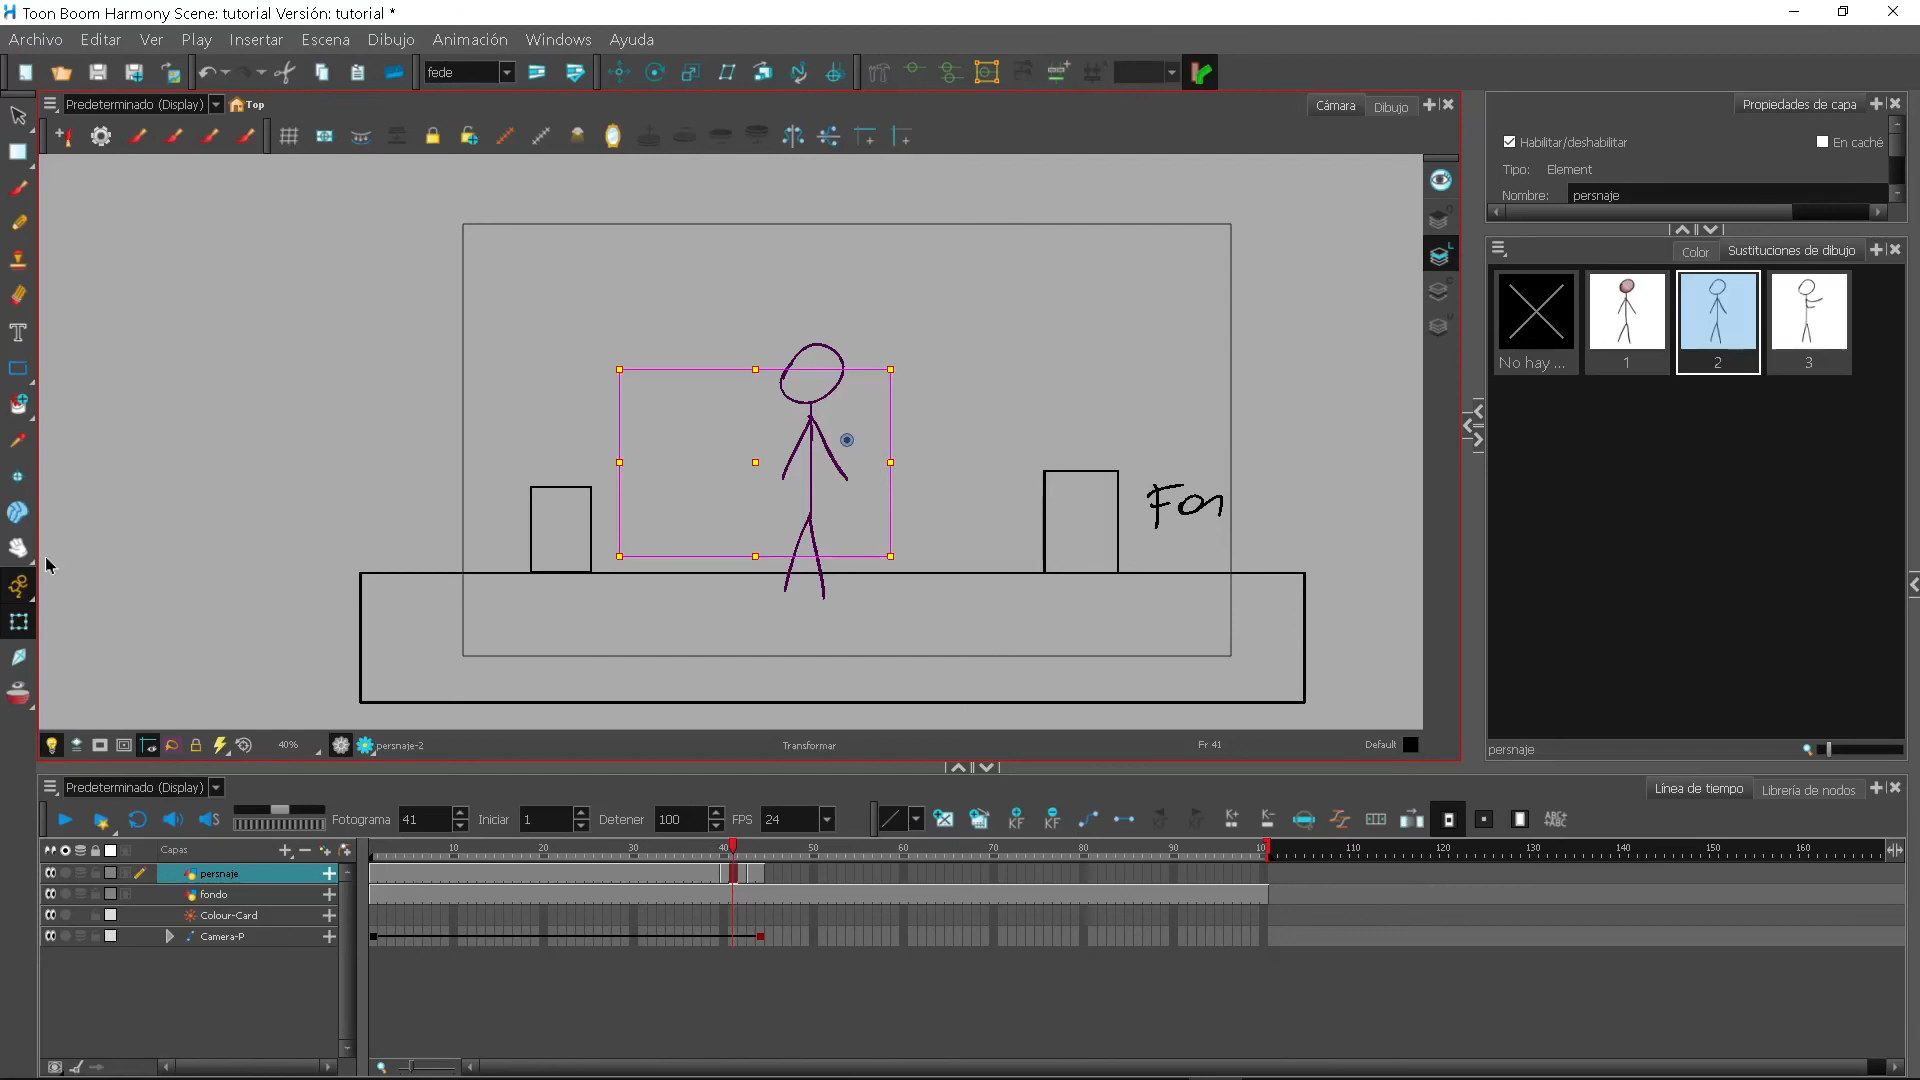 Toon Boom Harmony Scene: tutorial Versión: tutorial *
Archivo Editar Ver Play Insertar Escena Dibujo Animación Windows Ayuda
fede
Predeterminado (Display) Top Cámara Dibujo
Propiedades de capa
Habilitar/deshabilitar En caché
Tipo: Element
Nombre: persnaje
Color Sustituciones de dibujo
No hay ... 1 2 3
For
40% persnaje-2 Transformar Fr 41 Default
persnaje
Predeterminado (Display) Línea de tiempo Librería de nodos
Fotograma 41 Iniciar 1 Detener 100 FPS 24
KF KF
Capas 10 20 30 40 50 60 70 80 90 10 110 120 130 140 150 160
persnaje
fondo
Colour-Card
Camera-P